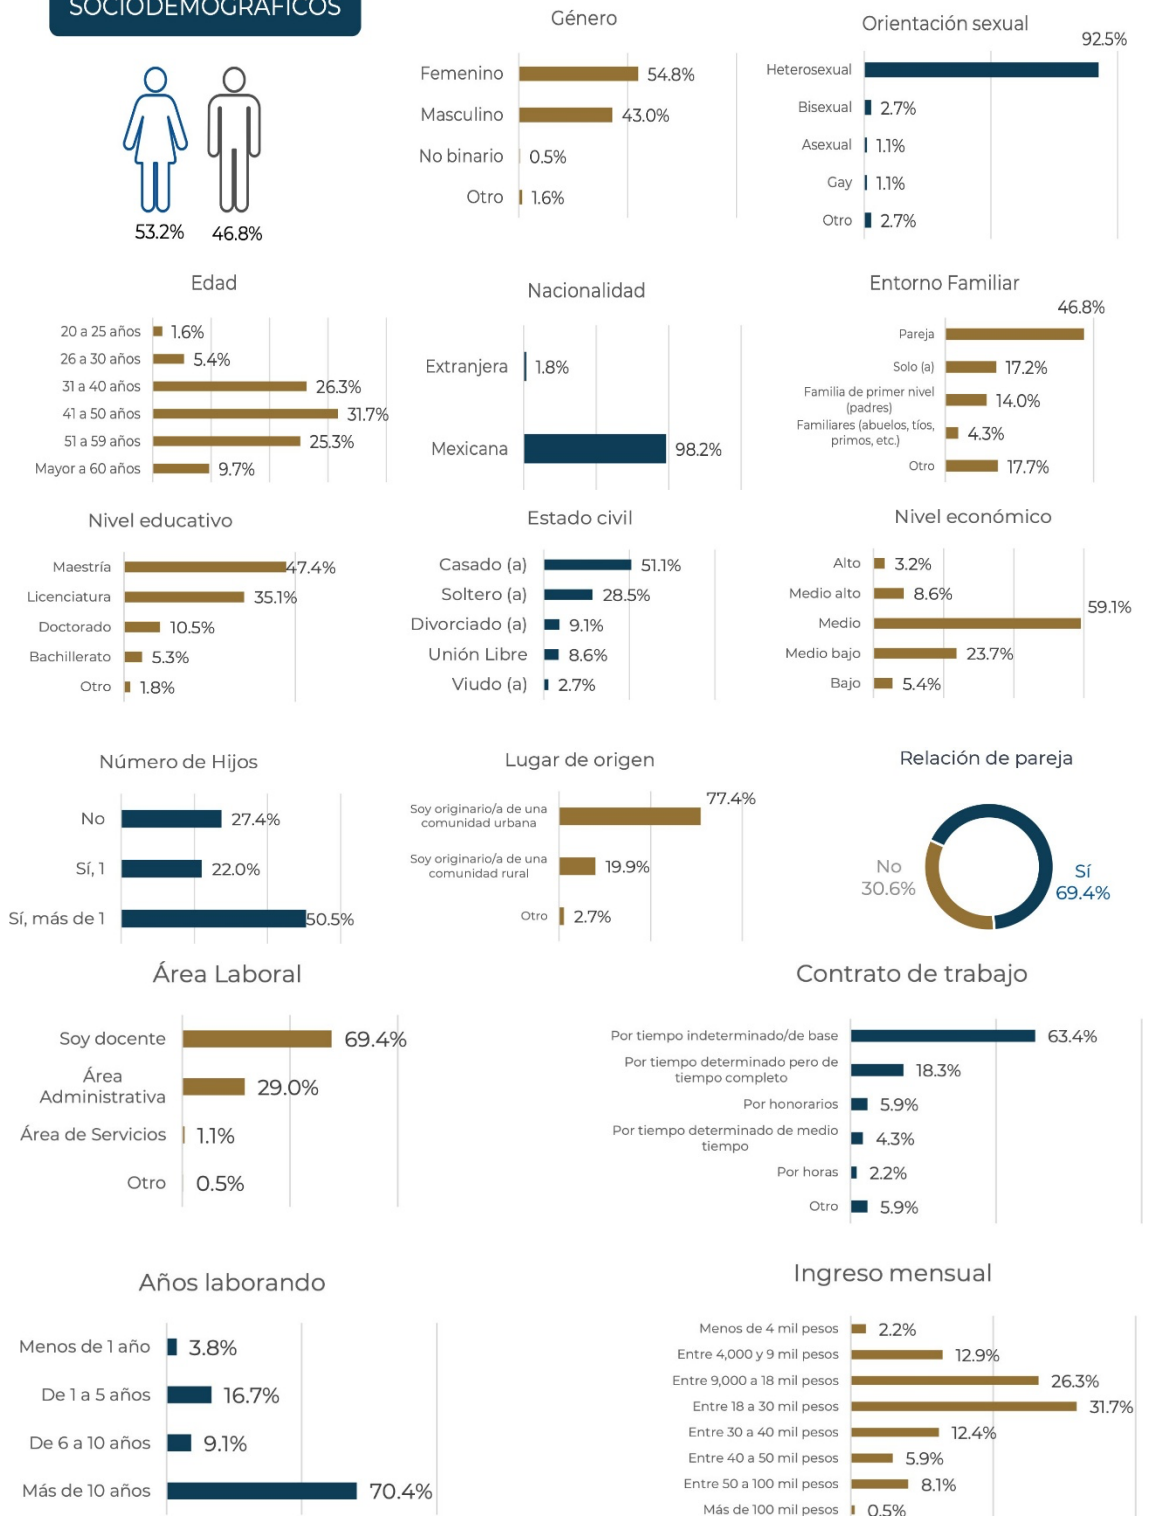 SOCIODEMOGRÁFICOS
53.2% 46.8%
Género
Femenino 54.8%
Masculino 43.0%
No binario 0.5%
Otro 1.6%
Orientación sexual
92.5%
Heterosexual
Bisexual 2.7%
Asexual 1.1%
Gay 1.1%
Otro 2.7%
Edad
20 a 25 años 1.6%
26 a 30 años 5.4%
31 a 40 años 26.3%
41 a 50 años 31.7%
51 a 59 años 25.3%
Mayor a 60 años 9.7%
Nacionalidad
Extranjera 1.8%
Mexicana 98.2%
Entorno Familiar
46.8%
Pareja
Solo (a) 17.2%
Familia de primer nivel
(padres) 14.0%
Familiares (abuelos, tíos,
primos, etc.) 4.3%
Otro 17.7%
Nivel educativo
Maestría 47.4%
Licenciatura 35.1%
Doctorado 10.5%
Bachillerato 5.3%
Otro 1.8%
Estado civil
Casado (a) 51.1%
Soltero (a) 28.5%
Divorciado (a) 9.1%
Unión Libre 8.6%
Viudo (a) 2.7%
Nivel económico
Alto 3.2%
Medio alto 8.6%
Medio 59.1%
Medio bajo 23.7%
Bajo 5.4%
Número de Hijos
No 27.4%
Sí, 1 22.0%
Sí, más de 1 50.5%
Lugar de origen
Soy originario/a de una
comunidad urbana 77.4%
Soy originario/a de una
comunidad rural 19.9%
Otro 2.7%
Relación de pareja
No
30.6%
Sí
69.4%
Área Laboral
Soy docente 69.4%
Área
Administrativa 29.0%
Área de Servicios 1.1%
Otro 0.5%
Contrato de trabajo
Por tiempo indeterminado/de base 63.4%
Por tiempo determinado pero de
tiempo completo 18.3%
Por honorarios 5.9%
Por tiempo determinado de medio
tiempo 4.3%
Por horas 2.2%
Otro 5.9%
Años laborando
Menos de 1 año 3.8%
De 1 a 5 años 16.7%
De 6 a 10 años 9.1%
Más de 10 años 70.4%
Ingreso mensual
Menos de 4 mil pesos 2.2%
Entre 4,000 y 9 mil pesos 12.9%
Entre 9,000 a 18 mil pesos 26.3%
Entre 18 a 30 mil pesos 31.7%
Entre 30 a 40 mil pesos 12.4%
Entre 40 a 50 mil pesos 5.9%
Entre 50 a 100 mil pesos 8.1%
Más de 100 mil pesos 0.5%